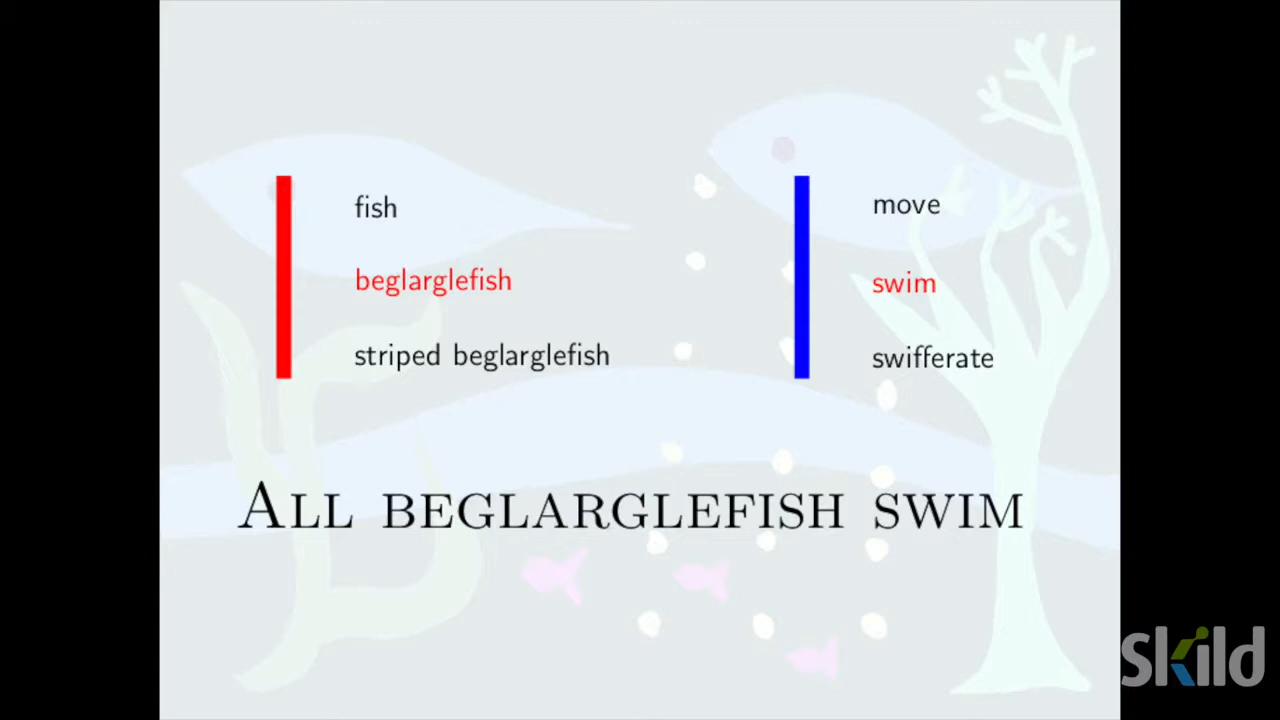 fish
beglarglefish
striped beglarglefish
move
swim
swifferate
ALL BEGLARGLEFISH SWIM
skild